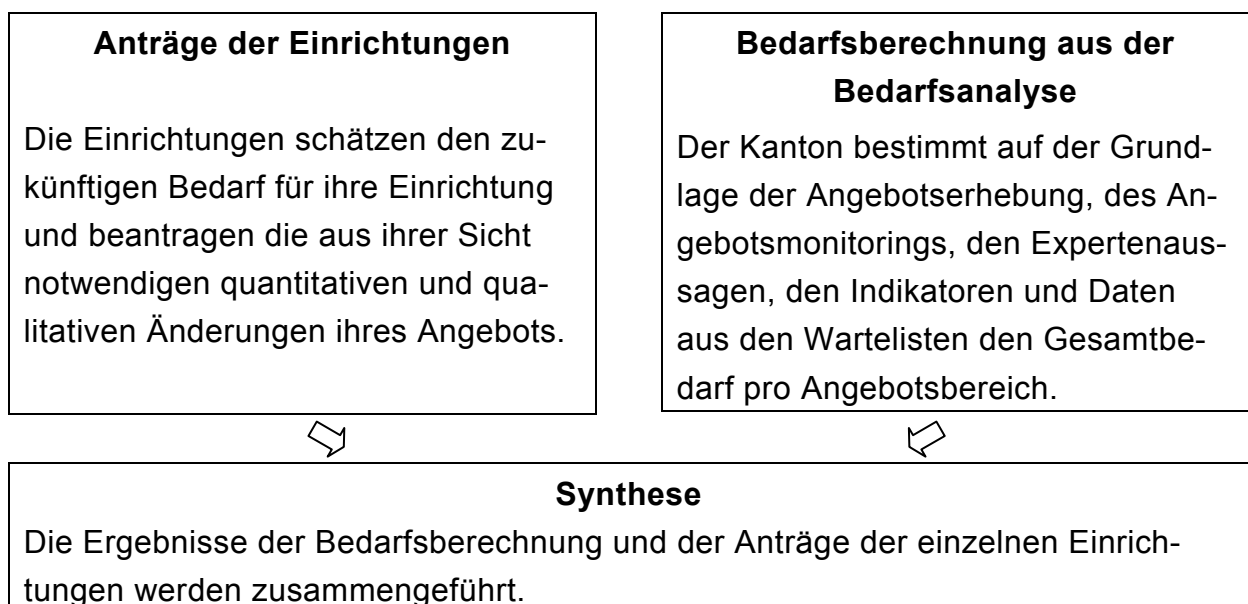 Anträge der Einrichtungen
Die Einrichtungen schätzen den zu-
künftigen Bedarf für ihre Einrichtung
und beantragen die aus ihrer Sicht
notwendigen quantitativen und qua-
litativen Änderungen ihres Angebots.
Bedarfsberechnung aus der
Bedarfsanalyse
Der Kanton bestimmt auf der Grund-
lage der Angebotserhebung, des An-
gebotsmonitorings, den Expertenaus-
sagen, den Indikatoren und Daten
aus den Wartelisten den Gesamtbe-
darf pro Angebotsbereich.
Synthese
Die Ergebnisse der Bedarfsberechnung und der Anträge der einzelnen Einrich-
tungen werden zusammengeführt.